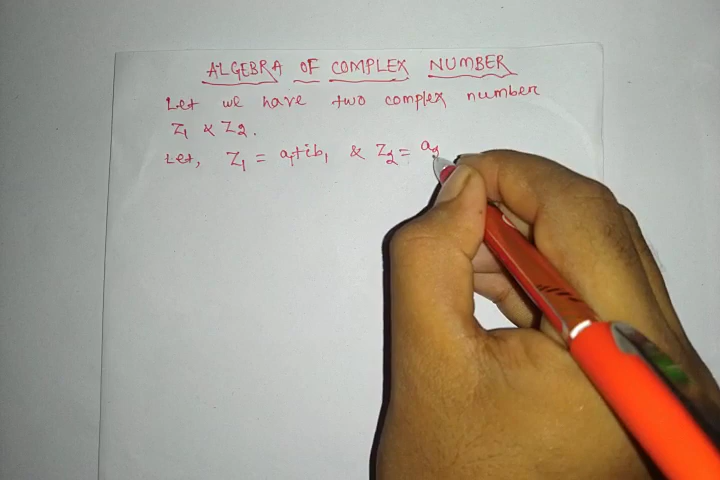 ALGEBRA OF COMPLEX NUMBER
Let we have two complex number
Z₁ & Z₂.
Let, Z₁ = a₁+ib₁ & Z₂ = a₂